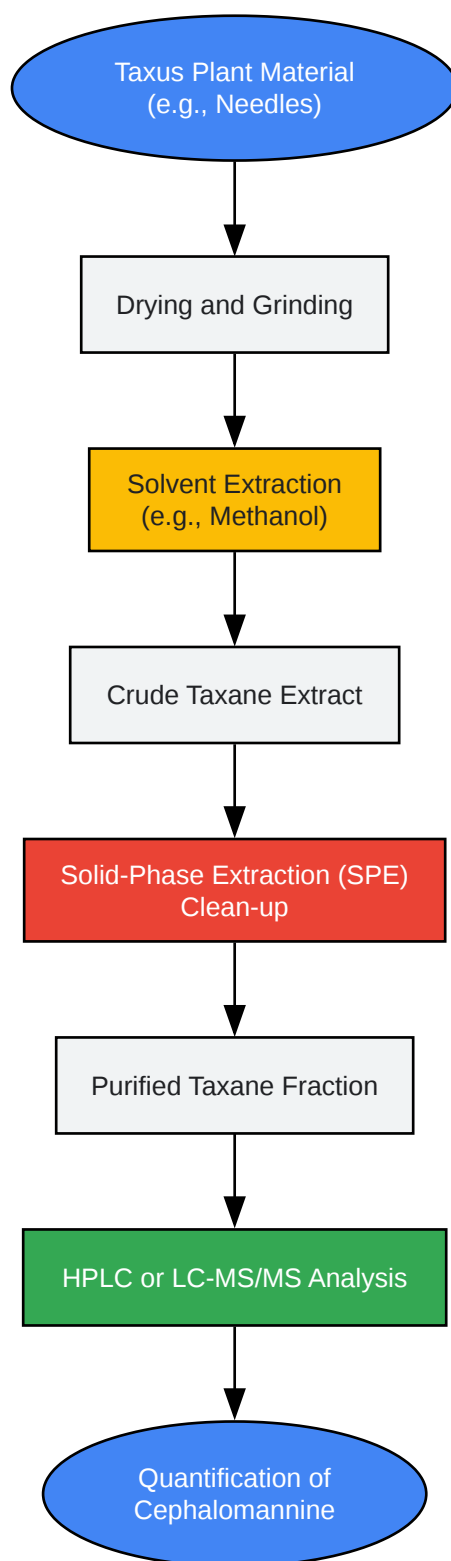 Taxus Plant Material
(e.g., Needles)
Drying and Grinding
Solvent Extraction
(e.g., Methanol)
Crude Taxane Extract
Solid-Phase Extraction (SPE)
Clean-up
Purified Taxane Fraction
HPLC or LC-MS/MS Analysis
Quantification of
Cephalomannine